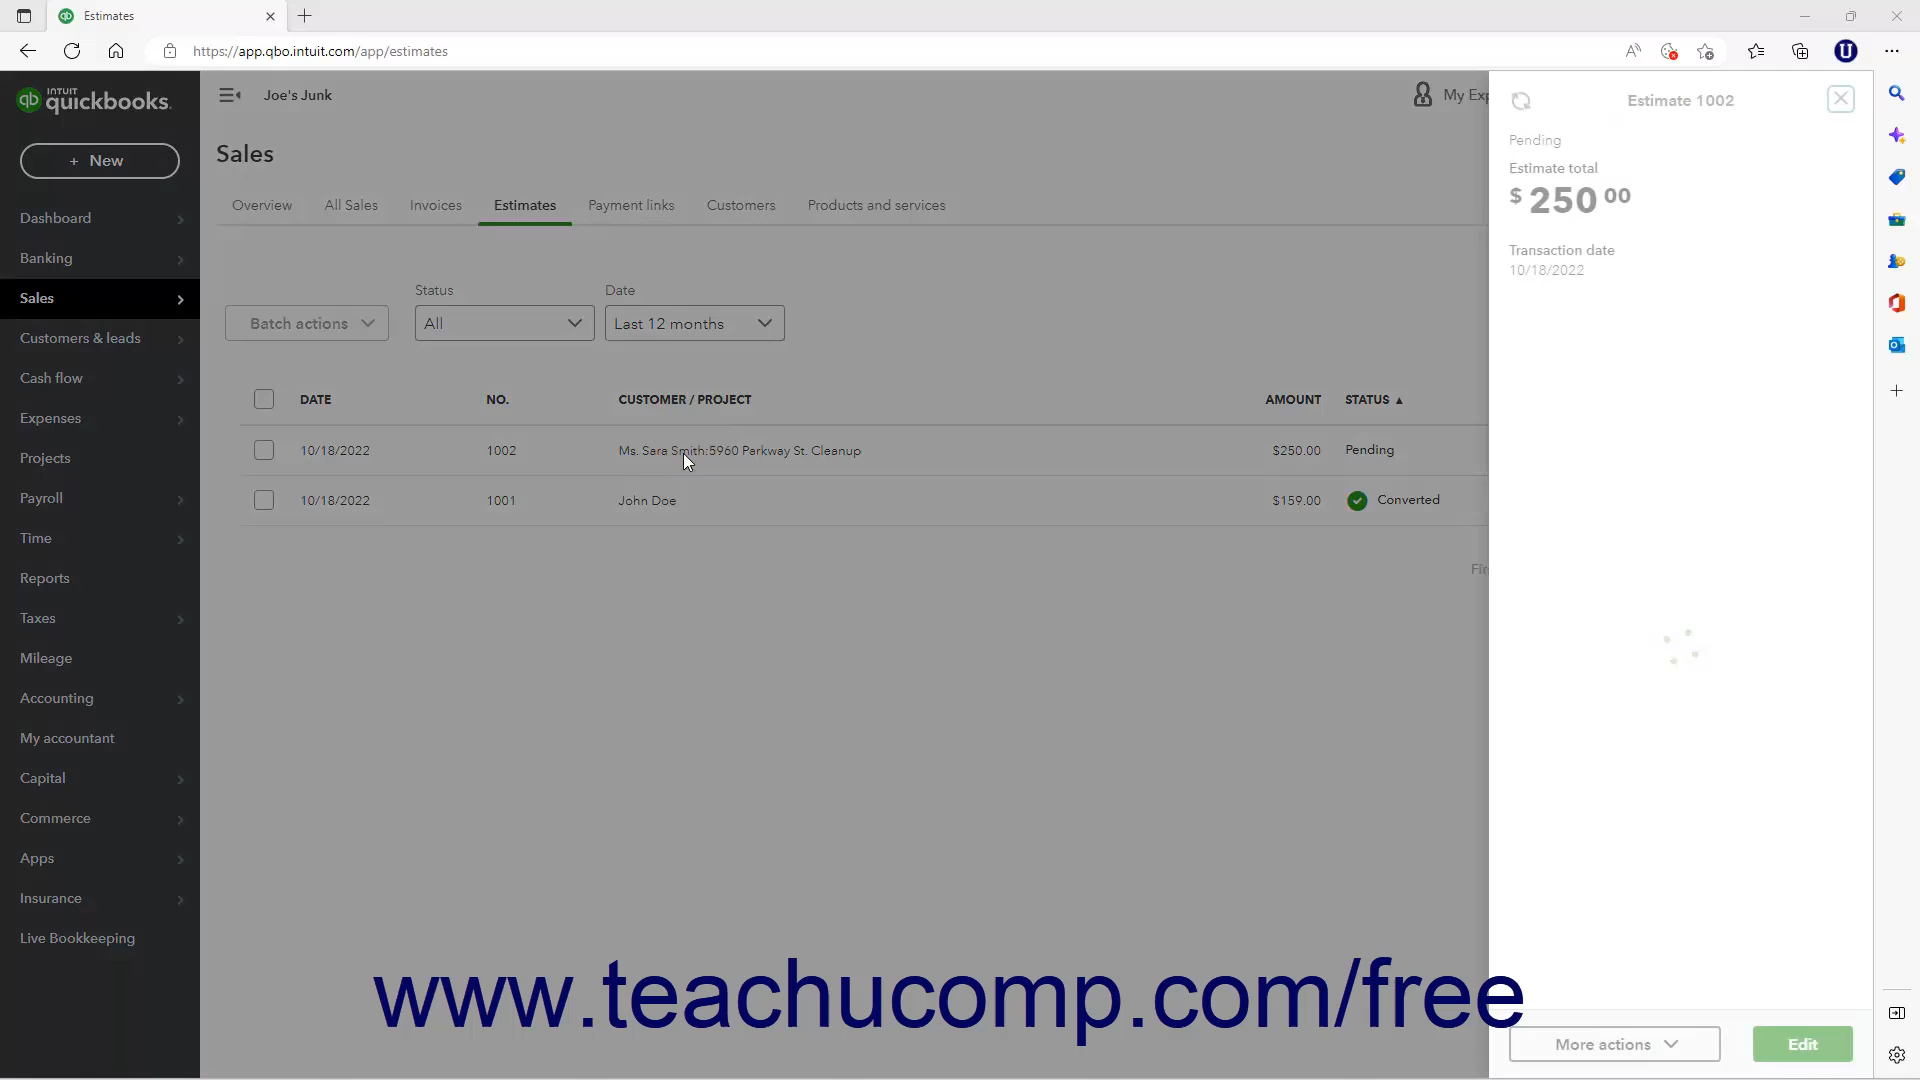 Estimates
https://app.qbo.intuit.com/app/estimates
INTUIT
quickbooks.
+ New
Dashboard
Banking
Sales
Customers & leads
Cash flow
Expenses
Projects
Payroll
Time
Reports
Taxes
Mileage
Accounting
My accountant
Capital
Commerce
Apps
Insurance
Live Bookkeeping
Joe's Junk
My Exp
Sales
Overview All Sales Invoices Estimates Payment links Customers Products and services
Status Date
Batch actions All Last 12 months
DATE NO. CUSTOMER / PROJECT AMOUNT STATUS ▲
10/18/2022 1002 Ms. Sara Smith:5960 Parkway St. Cleanup $250.00 Pending
10/18/2022 1001 John Doe $159.00 Converted
Estimate 1002
Pending
Estimate total
$ 250 00
Transaction date
10/18/2022
www.teachucomp.com/free
More actions Edit